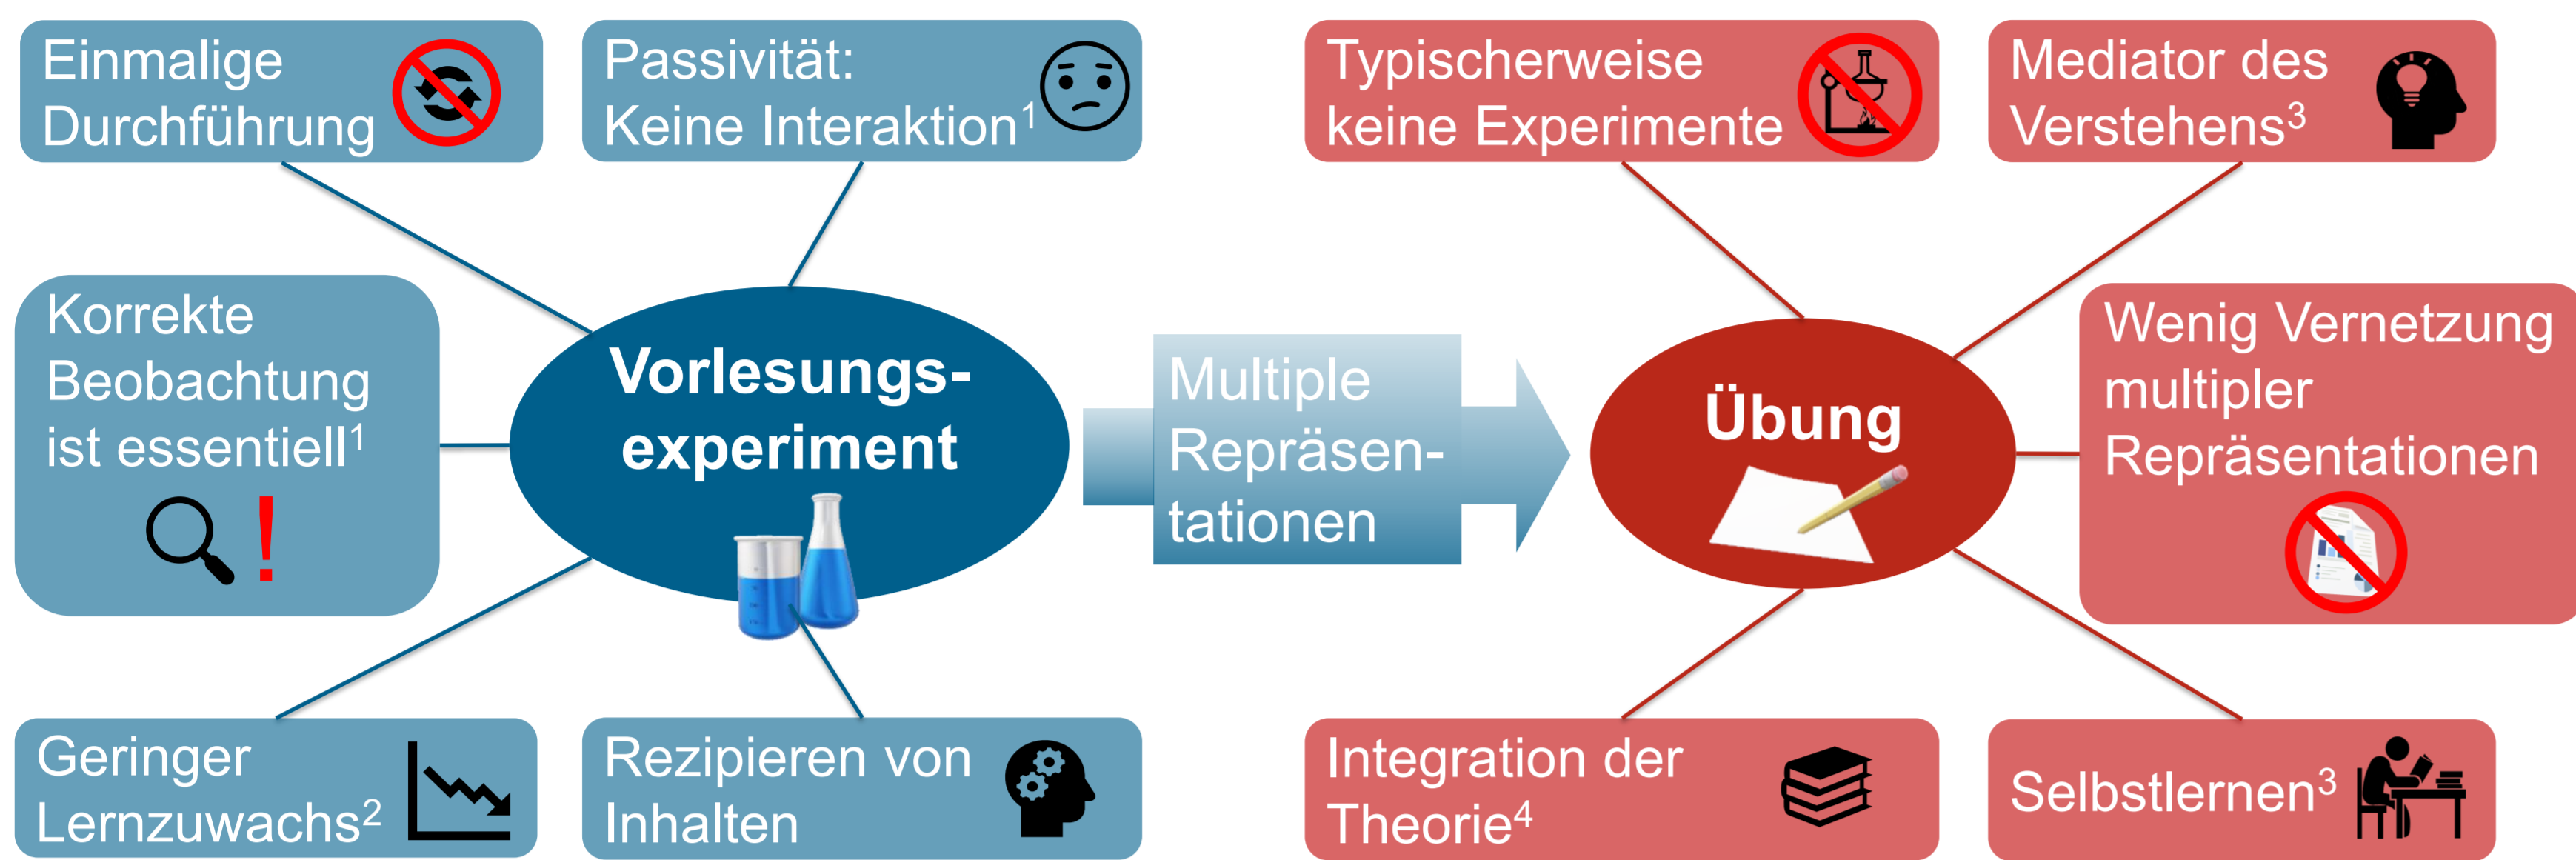 Einmalige
Durchführung
Passivität:
Keine Interaktion¹
Korrekte
Beobachtung
ist essentiell¹
!
Vorlesungs-
experiment
Geringer
Lernzuwachs²
Rezipieren von
Inhalten
Multiple
Repräsen-
tationen
Typischerweise
keine Experimente
Mediator des
Verstehens³
Übung
Wenig Vernetzung
multipler
Repräsentationen
Integration der
Theorie⁴
Selbstlernen³